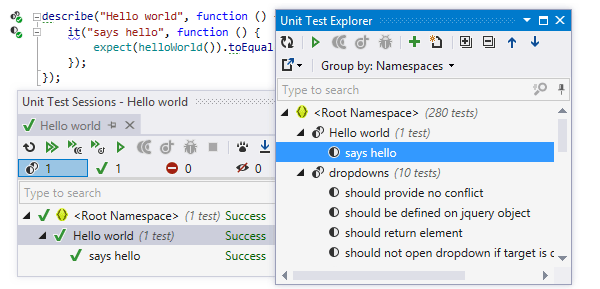 describe("Hello world", function () {
it("says hello", function () {
expect(helloWorld()).toEqual
});
});
Unit Test Sessions - Hello world
Hello world
1 1 0 0
Type to search
<Root Namespace> (1 test) Success
Hello world (1 test) Success
says hello Success
Unit Test Explorer
Group by: Namespaces
Type to search
<Root Namespace> (280 tests)
Hello world (1 test)
says hello
dropdowns (10 tests)
should provide no conflict
should be defined on jquery object
should return element
should not open dropdown if target is